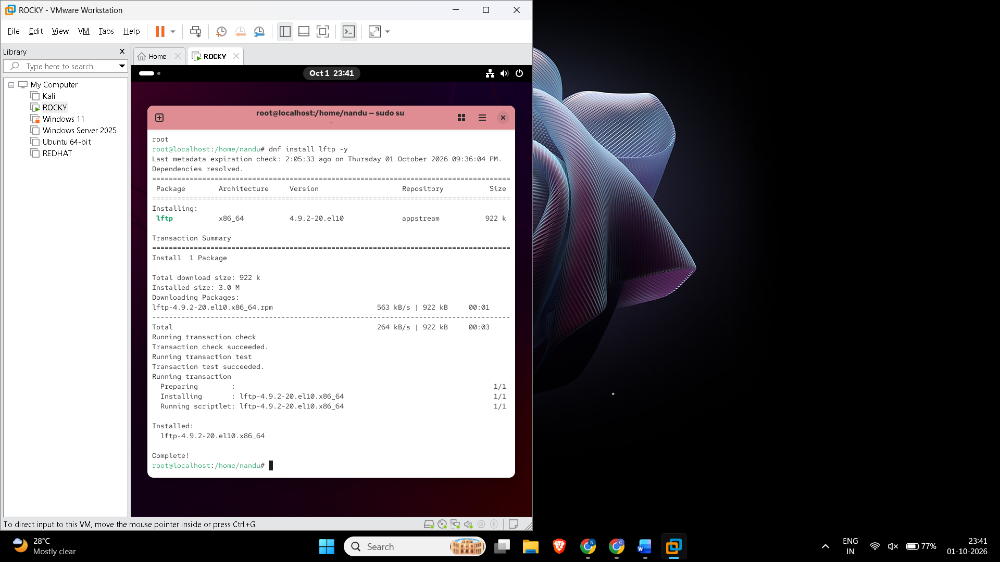 ROCKY - VMware Workstation
File Edit View VM Tabs Help
Library
Type here to search
My Computer
Kali
ROCKY
Windows 11
Windows Server 2025
Ubuntu 64-bit
REDHAT
Home
ROCKY
Oct 1 23:41
root@localhost:/home/nandu — sudo su
~
root
root@localhost:/home/nandu# dnf install lftp -y
Last metadata expiration check: 2:05:33 ago on Thursday 01 October 2026 09:36:04 PM.
Dependencies resolved.
======================================================================================
Package Architecture Version Repository Size
======================================================================================
Installing:
lftp x86_64 4.9.2-20.el10 appstream 922 k
Transaction Summary
======================================================================================
Install 1 Package
Total download size: 922 k
Installed size: 3.0 M
Downloading Packages:
lftp-4.9.2-20.el10.x86_64.rpm 563 kB/s | 922 kB 00:01
--------------------------------------------------------------------------------------
Total 264 kB/s | 922 kB 00:03
Running transaction check
Transaction check succeeded.
Running transaction test
Transaction test succeeded.
Running transaction
Preparing : 1/1
Installing : lftp-4.9.2-20.el10.x86_64 1/1
Running scriptlet: lftp-4.9.2-20.el10.x86_64 1/1
Installed:
lftp-4.9.2-20.el10.x86_64
Complete!
root@localhost:/home/nandu#
To direct input to this VM, move the mouse pointer inside or press Ctrl+G.
28°C
Mostly clear
Search
N
C
W
ENG
IN
77%
23:41
01-10-2026